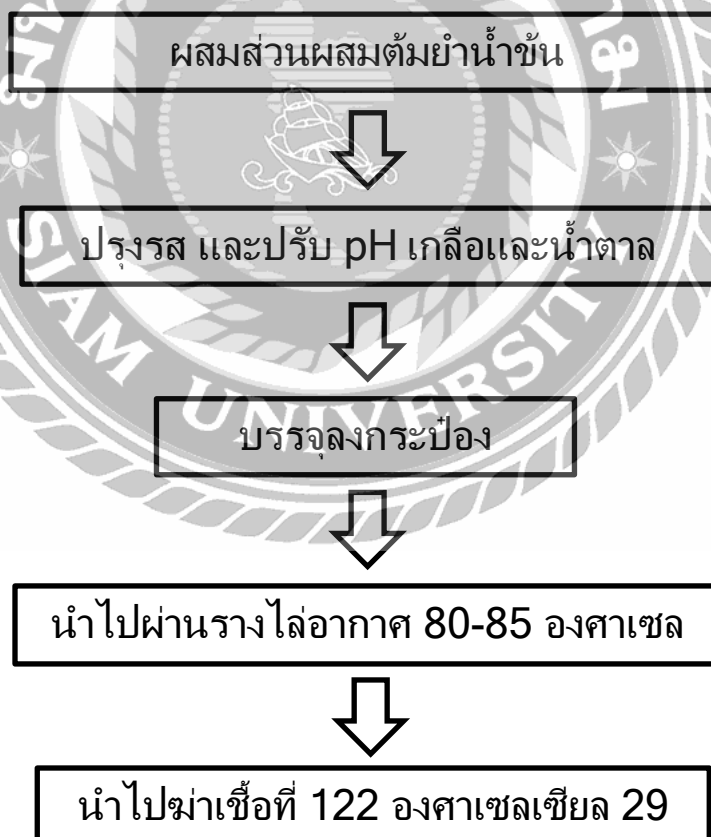 ผสมส่วนผสมต้มยำน้ำข้น
ปรุงรส และปรับ pH เกลือและน้ำตาล
บรรจุลงกระป๋อง
นำไปผ่านรางไล่อากาศ 80-85 องศาเซล
นำไปฆ่าเชื้อที่ 122 องศาเซลเซียล 29
SIAM UNIVERSITY